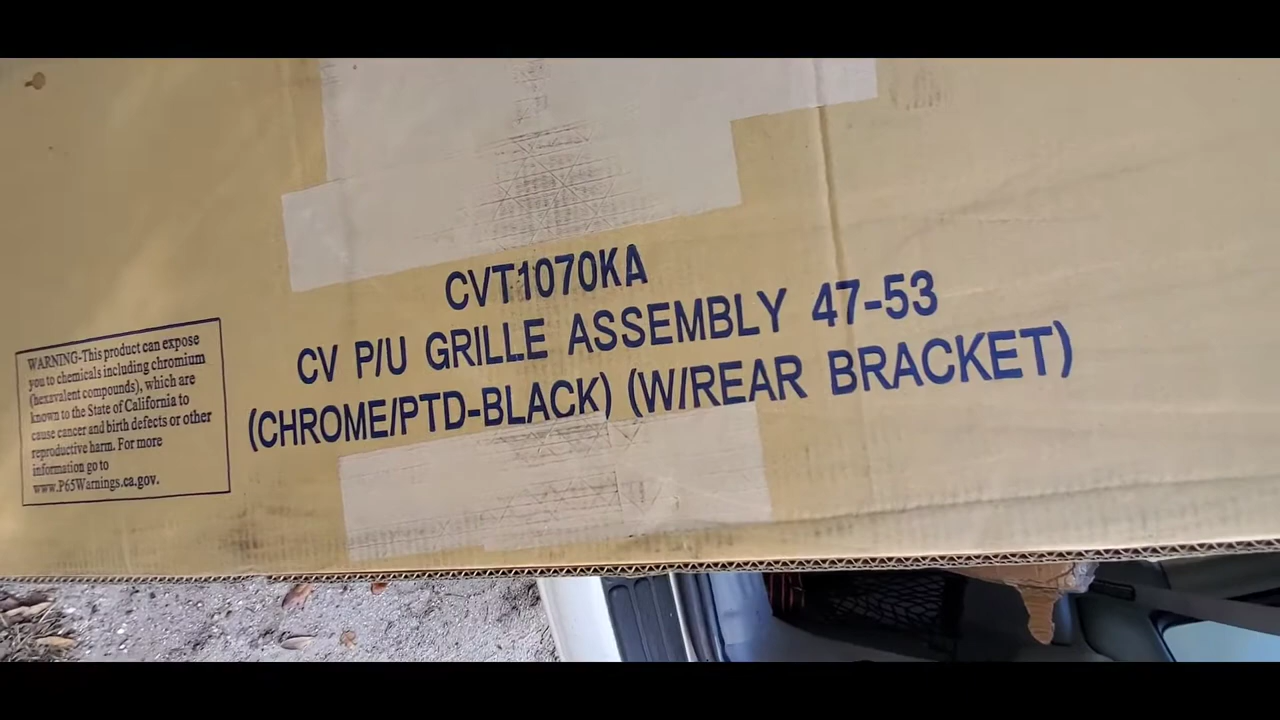 CVT1070KA
CV P/U GRILLE ASSEMBLY 47-53
(CHROME/PTD-BLACK) (W/REAR BRACKET)
WARNING-This product can expose
you to chemicals including chromium
(hexavalent compounds), which are
known to the State of California to
cause cancer and birth defects or other
reproductive harm. For more
information go to
www.P65Warnings.ca.gov.